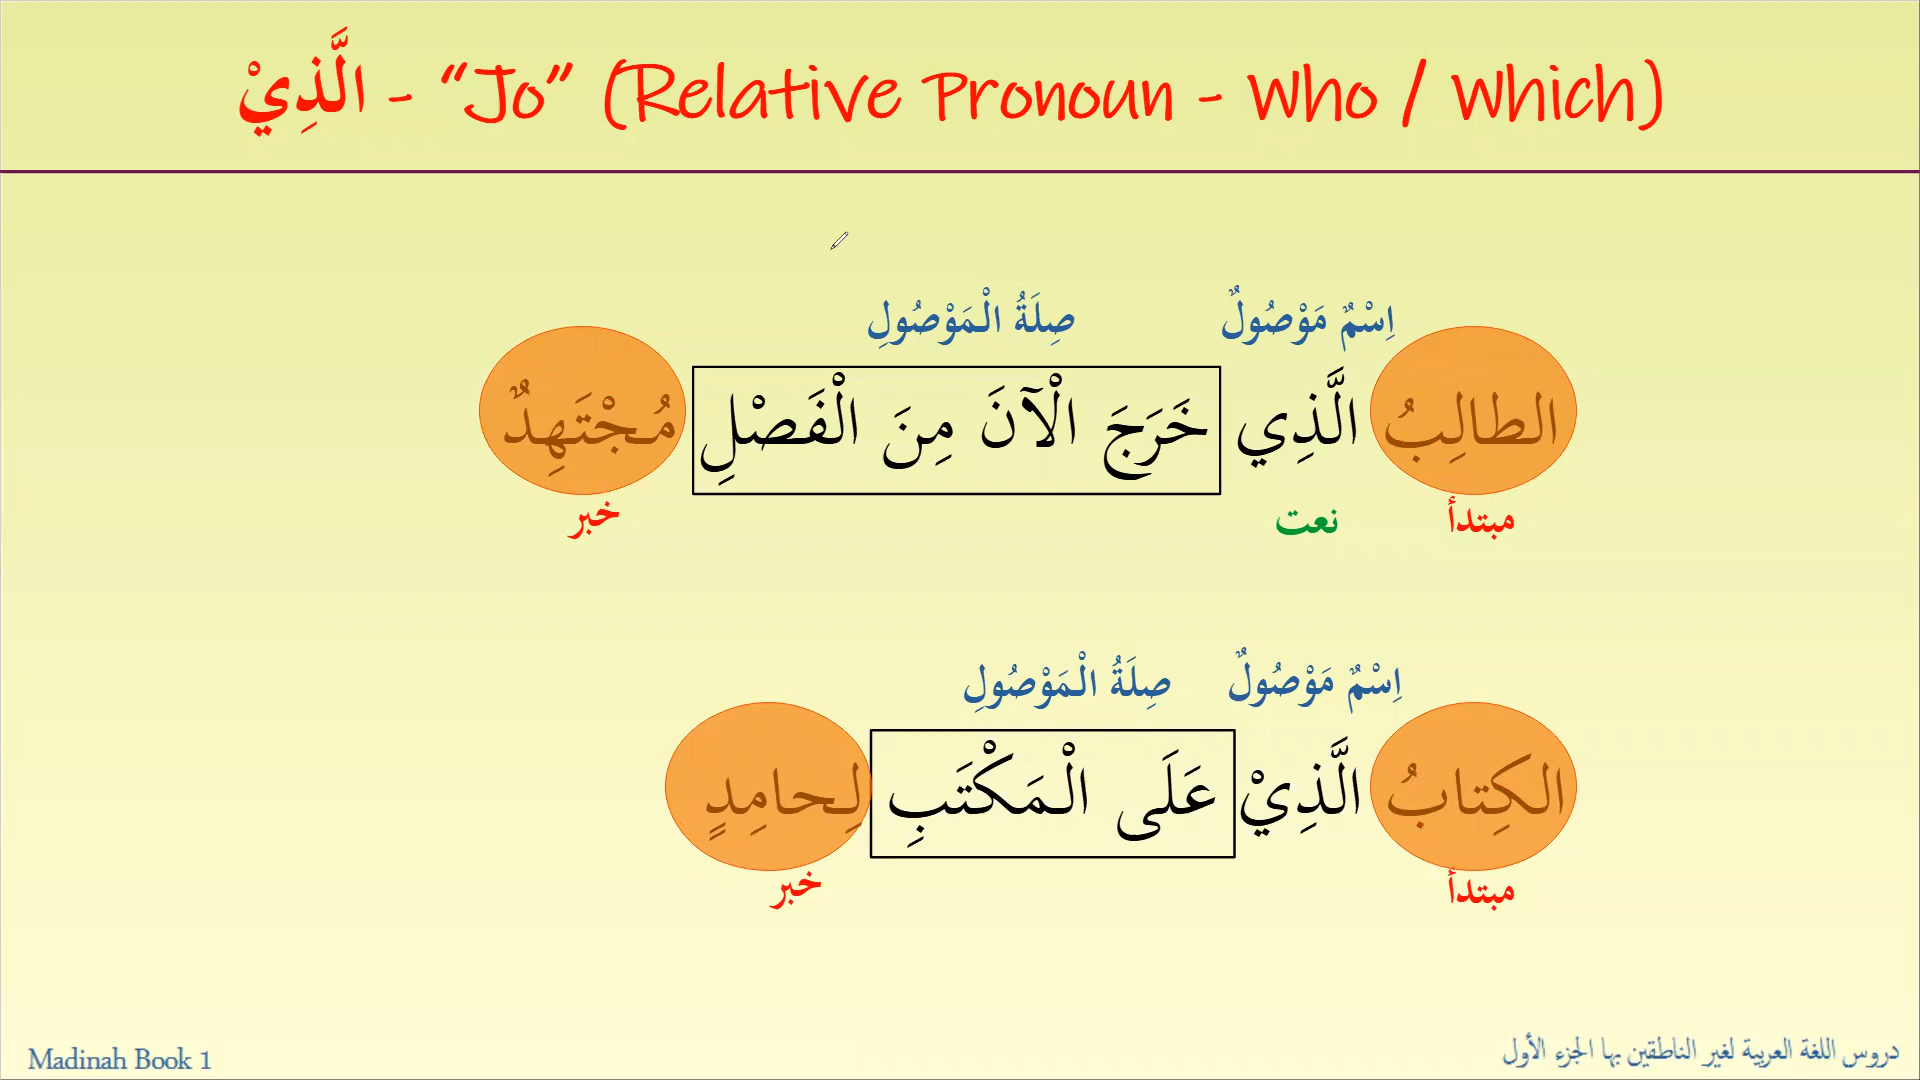 الَّذِيْ - “Jo” (Relative Pronoun - Who / Which)
اِسْمٌ مَوْصُولٌ صِلَةُ الْمَوْصُولِ
الطالِبُ الَّذِي خَرَجَ الْآنَ مِنَ الْفَصْلِ مُجْتَهِدٌ
مبتدأ نعت خبر
اِسْمٌ مَوْصُولٌ صِلَةُ الْمَوْصُولِ
الكِتابُ الَّذِيْ عَلَى الْمَكْتَبِ لِحامِدٍ
مبتدأ خبر
Madinah Book 1
دروس اللغة العربية لغير الناطقين بها الجزء الأول